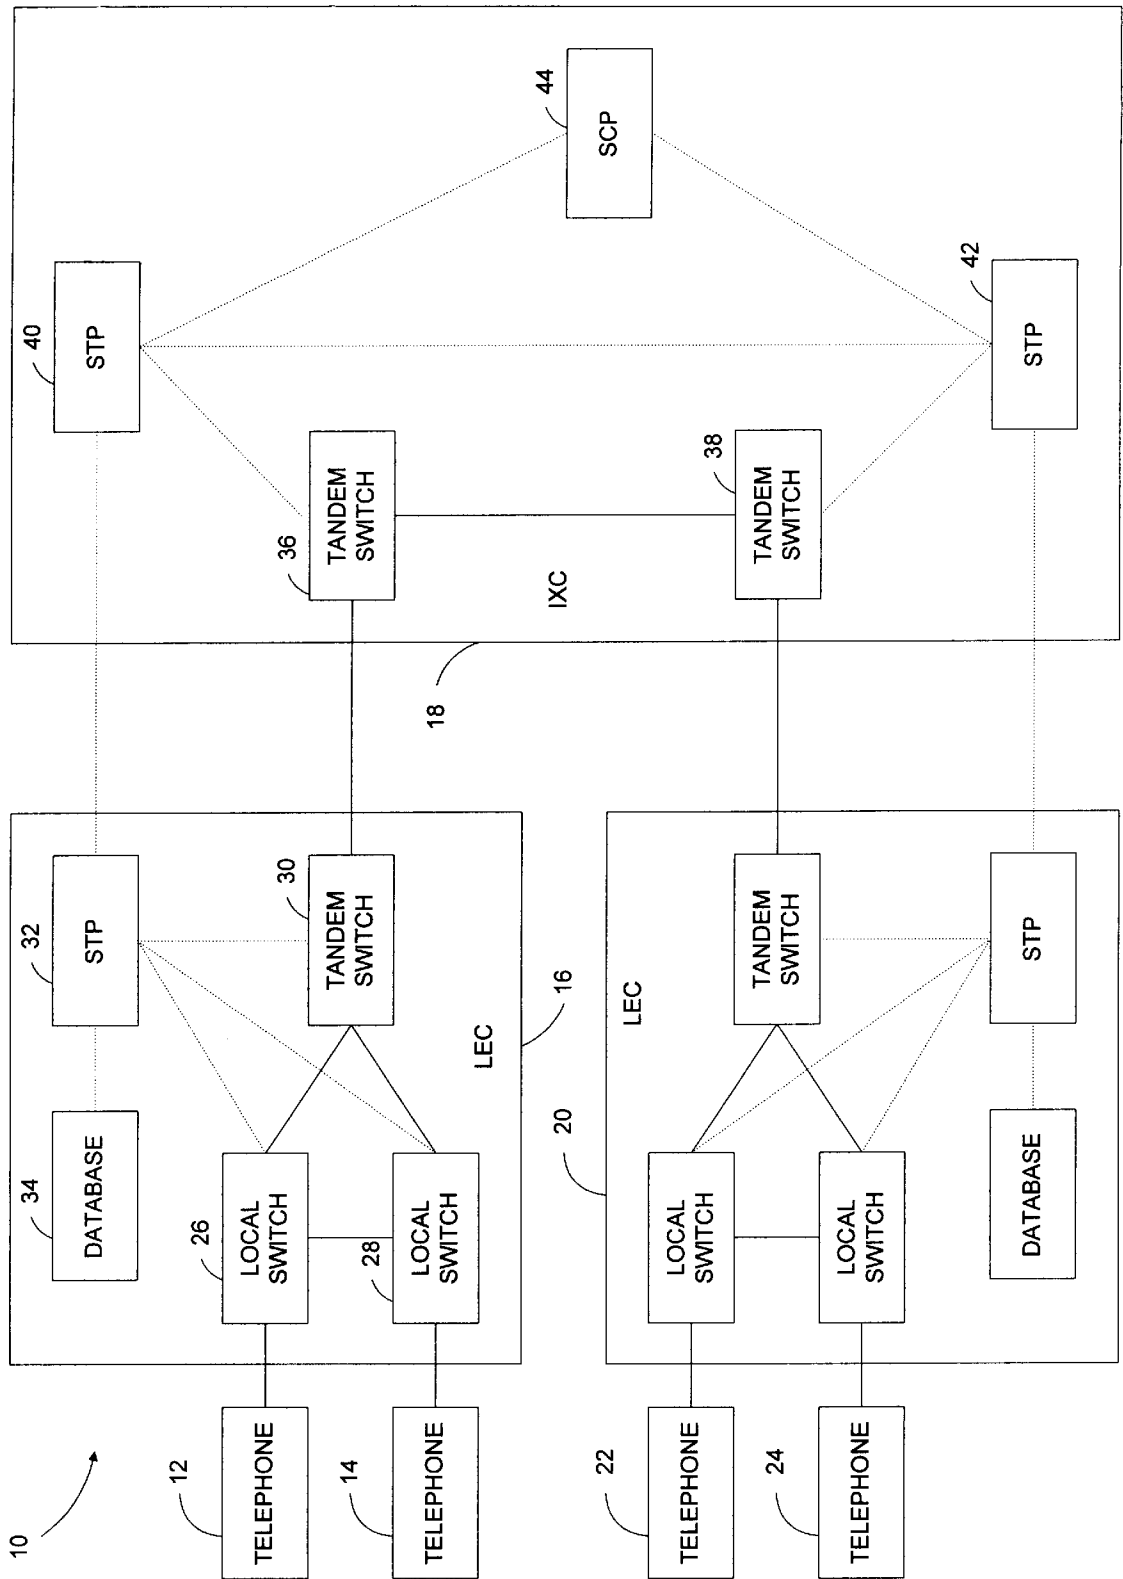 10
34
32
40
DATABASE
STP
STP
12
26
TELEPHONE
LOCAL
SWITCH
30
36
TANDEM
SWITCH
TANDEM
SWITCH
14
28
TELEPHONE
LOCAL
SWITCH
18
LEC
16
IXC
44
SCP
20
22
LEC
TELEPHONE
LOCAL
SWITCH
38
TANDEM
SWITCH
TANDEM
SWITCH
24
TELEPHONE
LOCAL
SWITCH
42
DATABASE
STP
STP